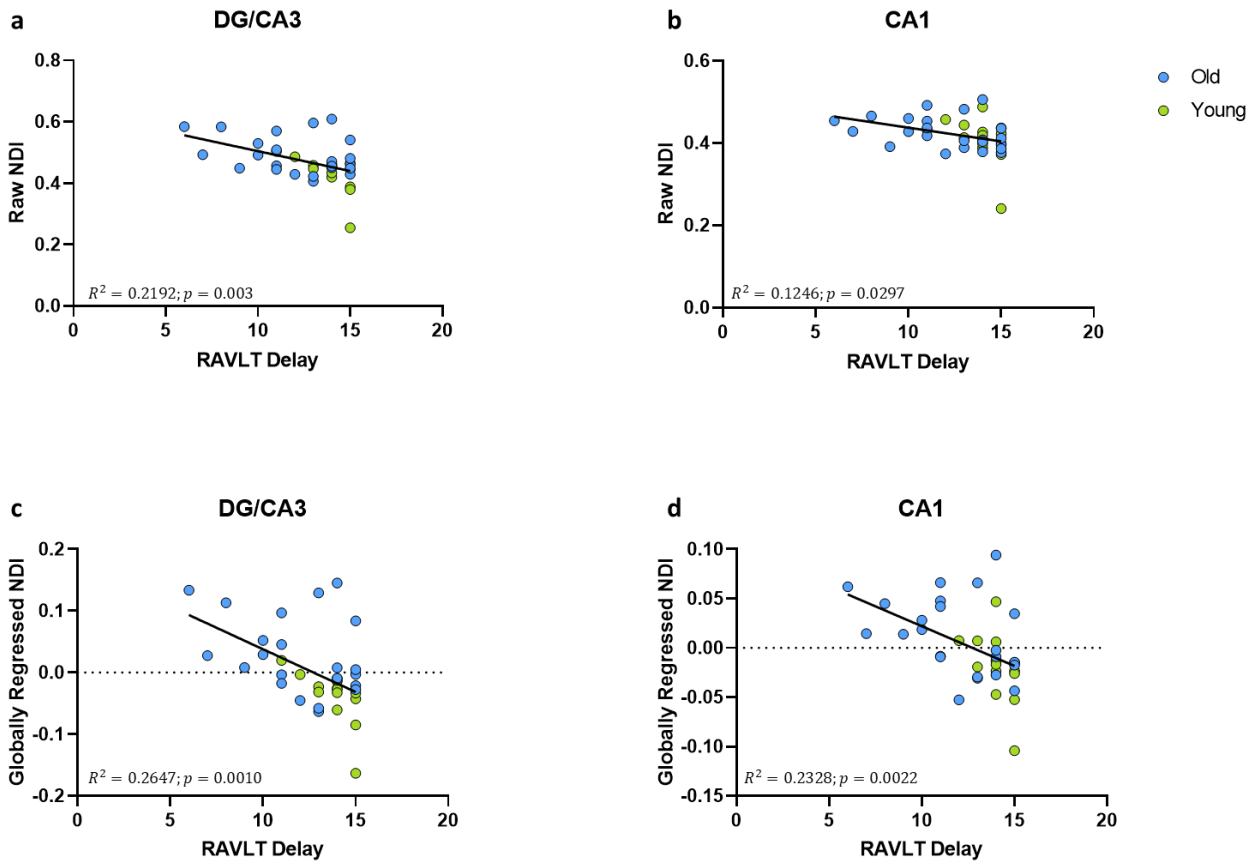 a
DG/CA3
0.8
0.6
0.4
0.2
0.0
Raw NDI
R² = 0.2192; p = 0.003
0
5
10
15
20
RAVLT Delay
b
CA1
0.6
0.4
0.2
0.0
Raw NDI
R² = 0.1246; p = 0.0297
0
5
10
15
20
RAVLT Delay
Old
Young
c
DG/CA3
0.2
0.1
0.0
-0.1
-0.2
Globally Regressed NDI
R² = 0.2647; p = 0.0010
0
5
10
15
20
RAVLT Delay
d
CA1
0.10
0.05
0.00
-0.05
-0.10
-0.15
Globally Regressed NDI
R² = 0.2328; p = 0.0022
0
5
10
15
20
RAVLT Delay